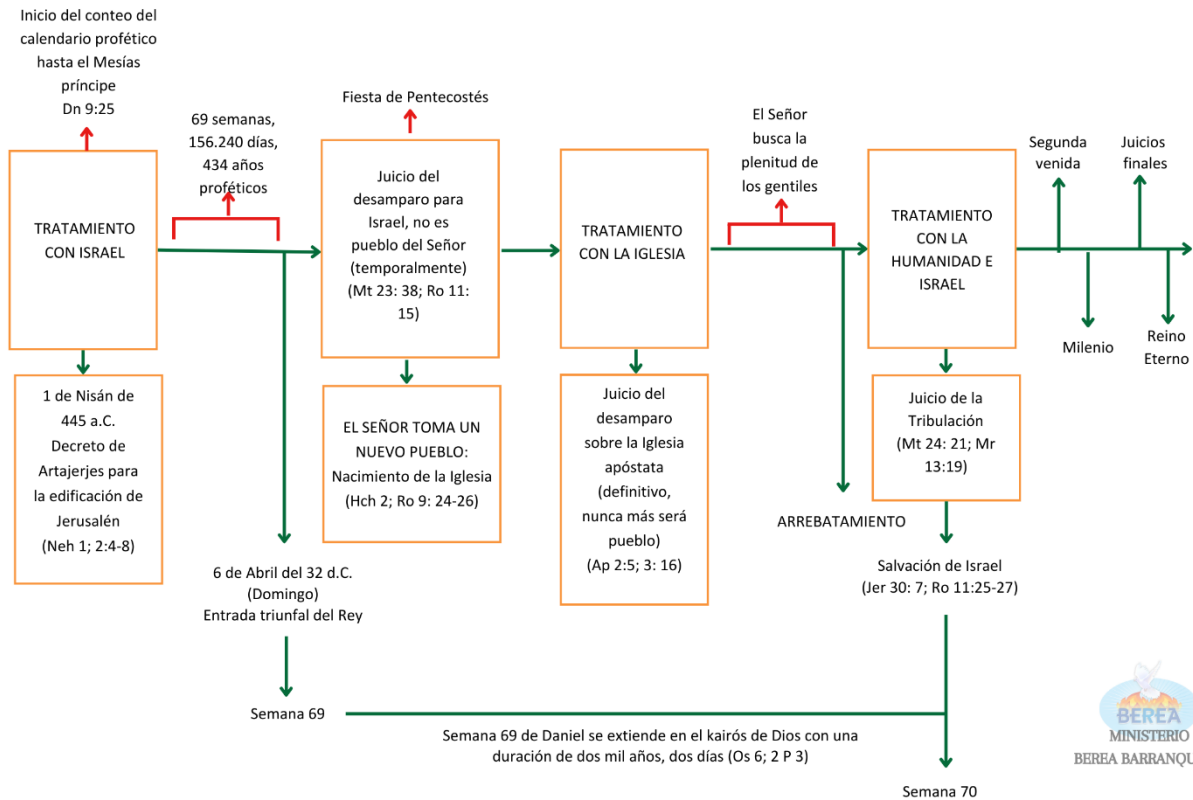 Inicio del conteo del
calendario profético
hasta el Mesías
príncipe
Dn 9:25
69 semanas,
156.240 días,
434 años
proféticos
TRATAMIENTO
CON ISRAEL
1 de Nisán de
445 a.C.
Decreto de
Artajerjes para
la edificación de
Jerusalén
(Neh 1; 2:4-8)
6 de Abril del 32 d.C.
(Domingo)
Entrada triunfal del Rey
Semana 69
Fiesta de Pentecostés
Juicio del
desamparo para
Israel, no es
pueblo del Señor
(temporalmente)
(Mt 23: 38; Ro 11:
15)
EL SEÑOR TOMA UN
NUEVO PUEBLO:
Nacimiento de la Iglesia
(Hch 2; Ro 9: 24-26)
TRATAMIENTO
CON LA IGLESIA
Juicio del
desamparo sobre
la Iglesia
apóstata
(definitivo,
nunca más será
pueblo)
(Ap 2:5; 3: 16)
El Señor
busca la
plenitud de
los gentiles
ARREBATAMIENTO
TRATAMIENTO
CON LA
HUMANIDAD E
ISRAEL
Juicio de la
Tribulación
(Mt 24: 21; Mr
13:19)
Salvación de Israel
(Jer 30: 7; Ro 11:25-27)
Segunda
venida
Juicios
finales
Milenio
Reino
Eterno
Semana 69 de Daniel se extiende en el kairós de Dios con una
duración de dos mil años, dos días (Os 6; 2 P 3)
Semana 70
BEREA
MINISTERIO
BEREA BARRANQU